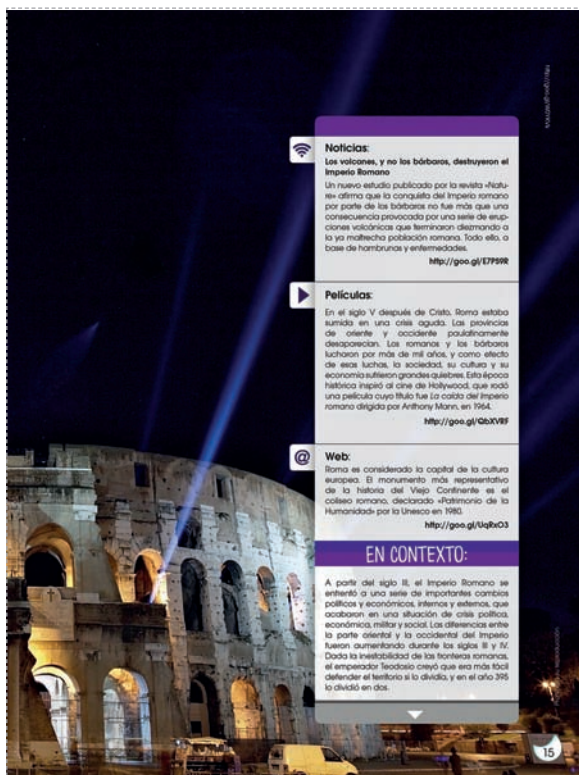 Noticias:
Los volcanes, y no los bárbaros, destruyeron el
Imperio Romano
Un nuevo estudio publicado por la revista «Natu-
re» afirma que la conquista del Imperio romano
por parte de los bárbaros no fue más que una
consecuencia provocada por una serie de erup-
ciones volcánicas que terminaron diezmando a
la ya maltrecha población romana. Todo ello, a
base de hambrunas y enfermedades.
http://goo.gl/E7PS9R
Películas:
En el siglo V después de Cristo, Roma estaba
sumida en una crisis aguda. Las provincias
de oriente y occidente paulatinamente
desaparecían. Los romanos y los bárbaros
lucharon por más de mil años, y como efecto
de esas luchas, la sociedad, su cultura y su
economía sufrieron grandes quiebres. Esta época
histórica inspiró al cine de Hollywood, que rodó
una película cuyo título fue La caída del Imperio
romano dirigida por Anthony Mann, en 1964.
http://goo.gl/QbXVRF
@ Web:
Roma es considerado la capital de la cultura
europea. El monumento más representativo
de la historia del Viejo Continente es el
coliseo romano, declarado «Patrimonio de la
Humanidad» por la Unesco en 1980.
http://goo.gl/UqRxO3
EN CONTEXTO:
A partir del siglo III, el Imperio Romano se
enfrentó a una serie de importantes cambios
políticos y económicos, internos y externos, que
acabaron en una situación de crisis política,
económica, militar y social. Las diferencias entre
la parte oriental y la occidental del Imperio
fueron aumentando durante los siglos III y IV.
Dada la inestabilidad de las fronteras romanas,
el emperador Teodosio creyó que era más fácil
defender el territorio si lo dividía, y en el año 395
lo dividió en dos.
15